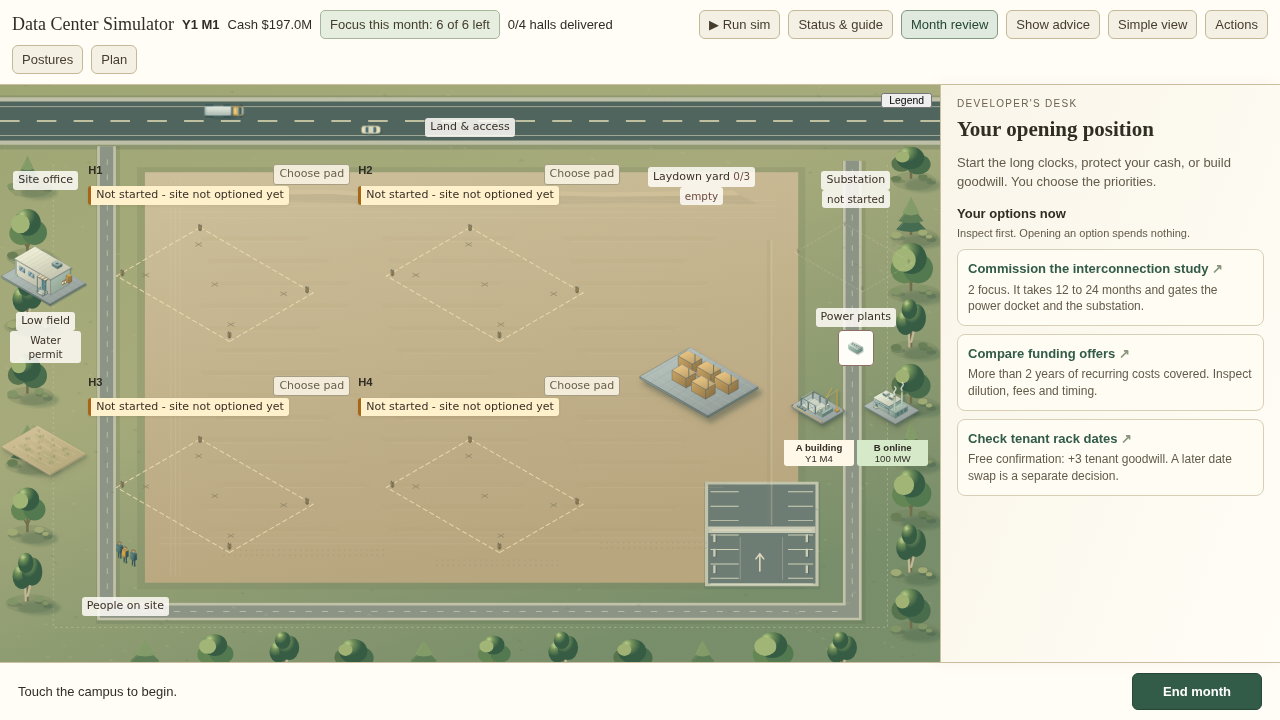 Data Center Simulator Y1 M1 Cash $197.0M Focus this month: 6 of 6 left 0/4 halls delivered ▶ Run sim Status & guide Month review Show advice Simple view Actions
Postures Plan
Legend
Land & access
H1 Choose pad H2 Choose pad Laydown yard 0/3
Site office
Not started - site not optioned yet Not started - site not optioned yet empty
Substation
not started
Low field
Water
permit
Power plants
H3 Choose pad H4 Choose pad
Not started - site not optioned yet Not started - site not optioned yet
A building B online
Y1 M4 100 MW
People on site
DEVELOPER'S DESK
Your opening position
Start the long clocks, protect your cash, or build
goodwill. You choose the priorities.
Your options now
Inspect first. Opening an option spends nothing.
Commission the interconnection study ↗
2 focus. It takes 12 to 24 months and gates the
power docket and the substation.
Compare funding offers ↗
More than 2 years of recurring costs covered. Inspect
dilution, fees and timing.
Check tenant rack dates ↗
Free confirmation: +3 tenant goodwill. A later date
swap is a separate decision.
Touch the campus to begin.
End month